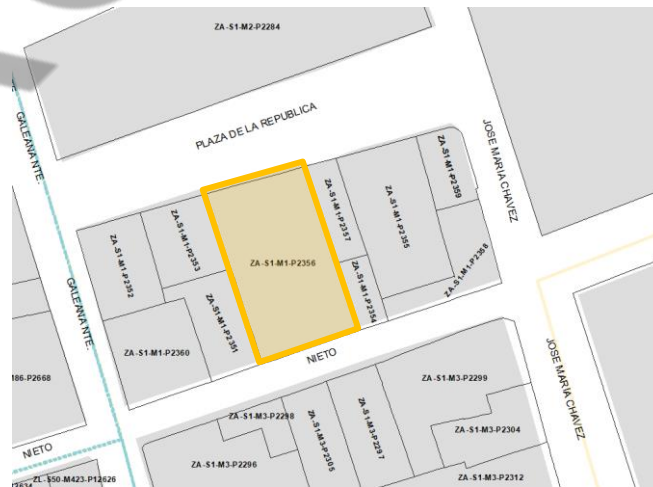 ZA-S1-M2-P2284
GALEANA NTE.
PLAZA DE LA REPUBLICA
JOSE MARIA CHAVEZ
ZA-S1-M1-P2352
ZA-S1-M1-P2353
ZA-S1-M1-P2356
ZA-S1-M1-P2357
ZA-S1-M1-P2355
ZA-S1-M1-P2359
ZA-S1-M1-P2358
ZA-S1-M1-P2354
ZA-S1-M1-P2351
ZA-S1-M1-P2360
GALEANA NTE.
NIETO
JOSE MARIA CHAVEZ
M86-P2668
ZA-S1-M3-P2299
ZA-S1-M3-P2298
ZA-S1-M3-P2297
ZA-S1-M3-P2305
ZA-S1-M3-P2304
ZA-S1-M3-P2296
ZA-S1-M3-P2312
NIETO
ZL-S50-M423-P12626